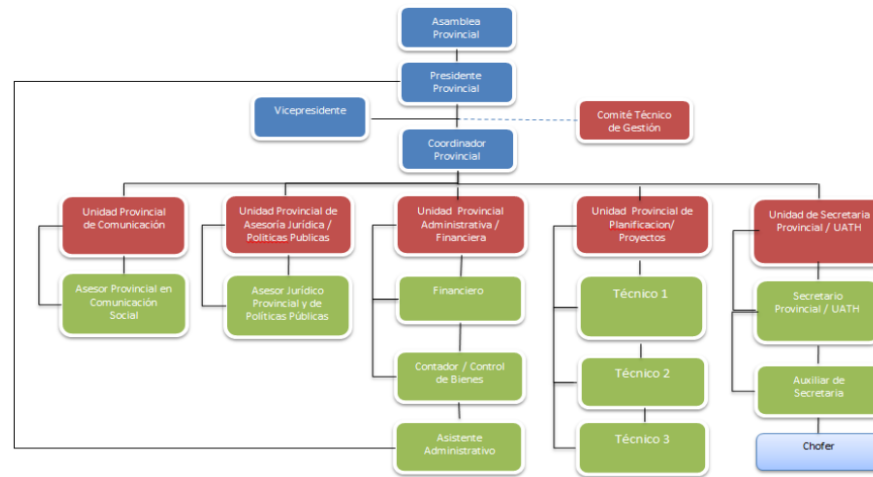 Asamblea
Provincial
Presidente
Provincial
Vicepresidente
Comitè Técnico
de Gestión
Coordinador
Provincial
Unidad Provincial
de Comunicación
Unidad Provincial de
Asesoría Jurídica /
Políticas Publicas
Unidad Provincial
Administrativa /
Financiera
Unidad Provincial de
Planificacion/
Proyectos
Unidad de Secretaria
Provincial / UATH
Asesor Provincial en
Comunicación
Social
Asesor Jurídico
Provincial y de
Políticas Públicas
Financiero
Técnico 1
Secretario
Provincial / UATH
Contador / Control
de Bienes
Técnico 2
Auxiliar de
Secretaria
Asistente
Administrativo
Técnico 3
Chofer